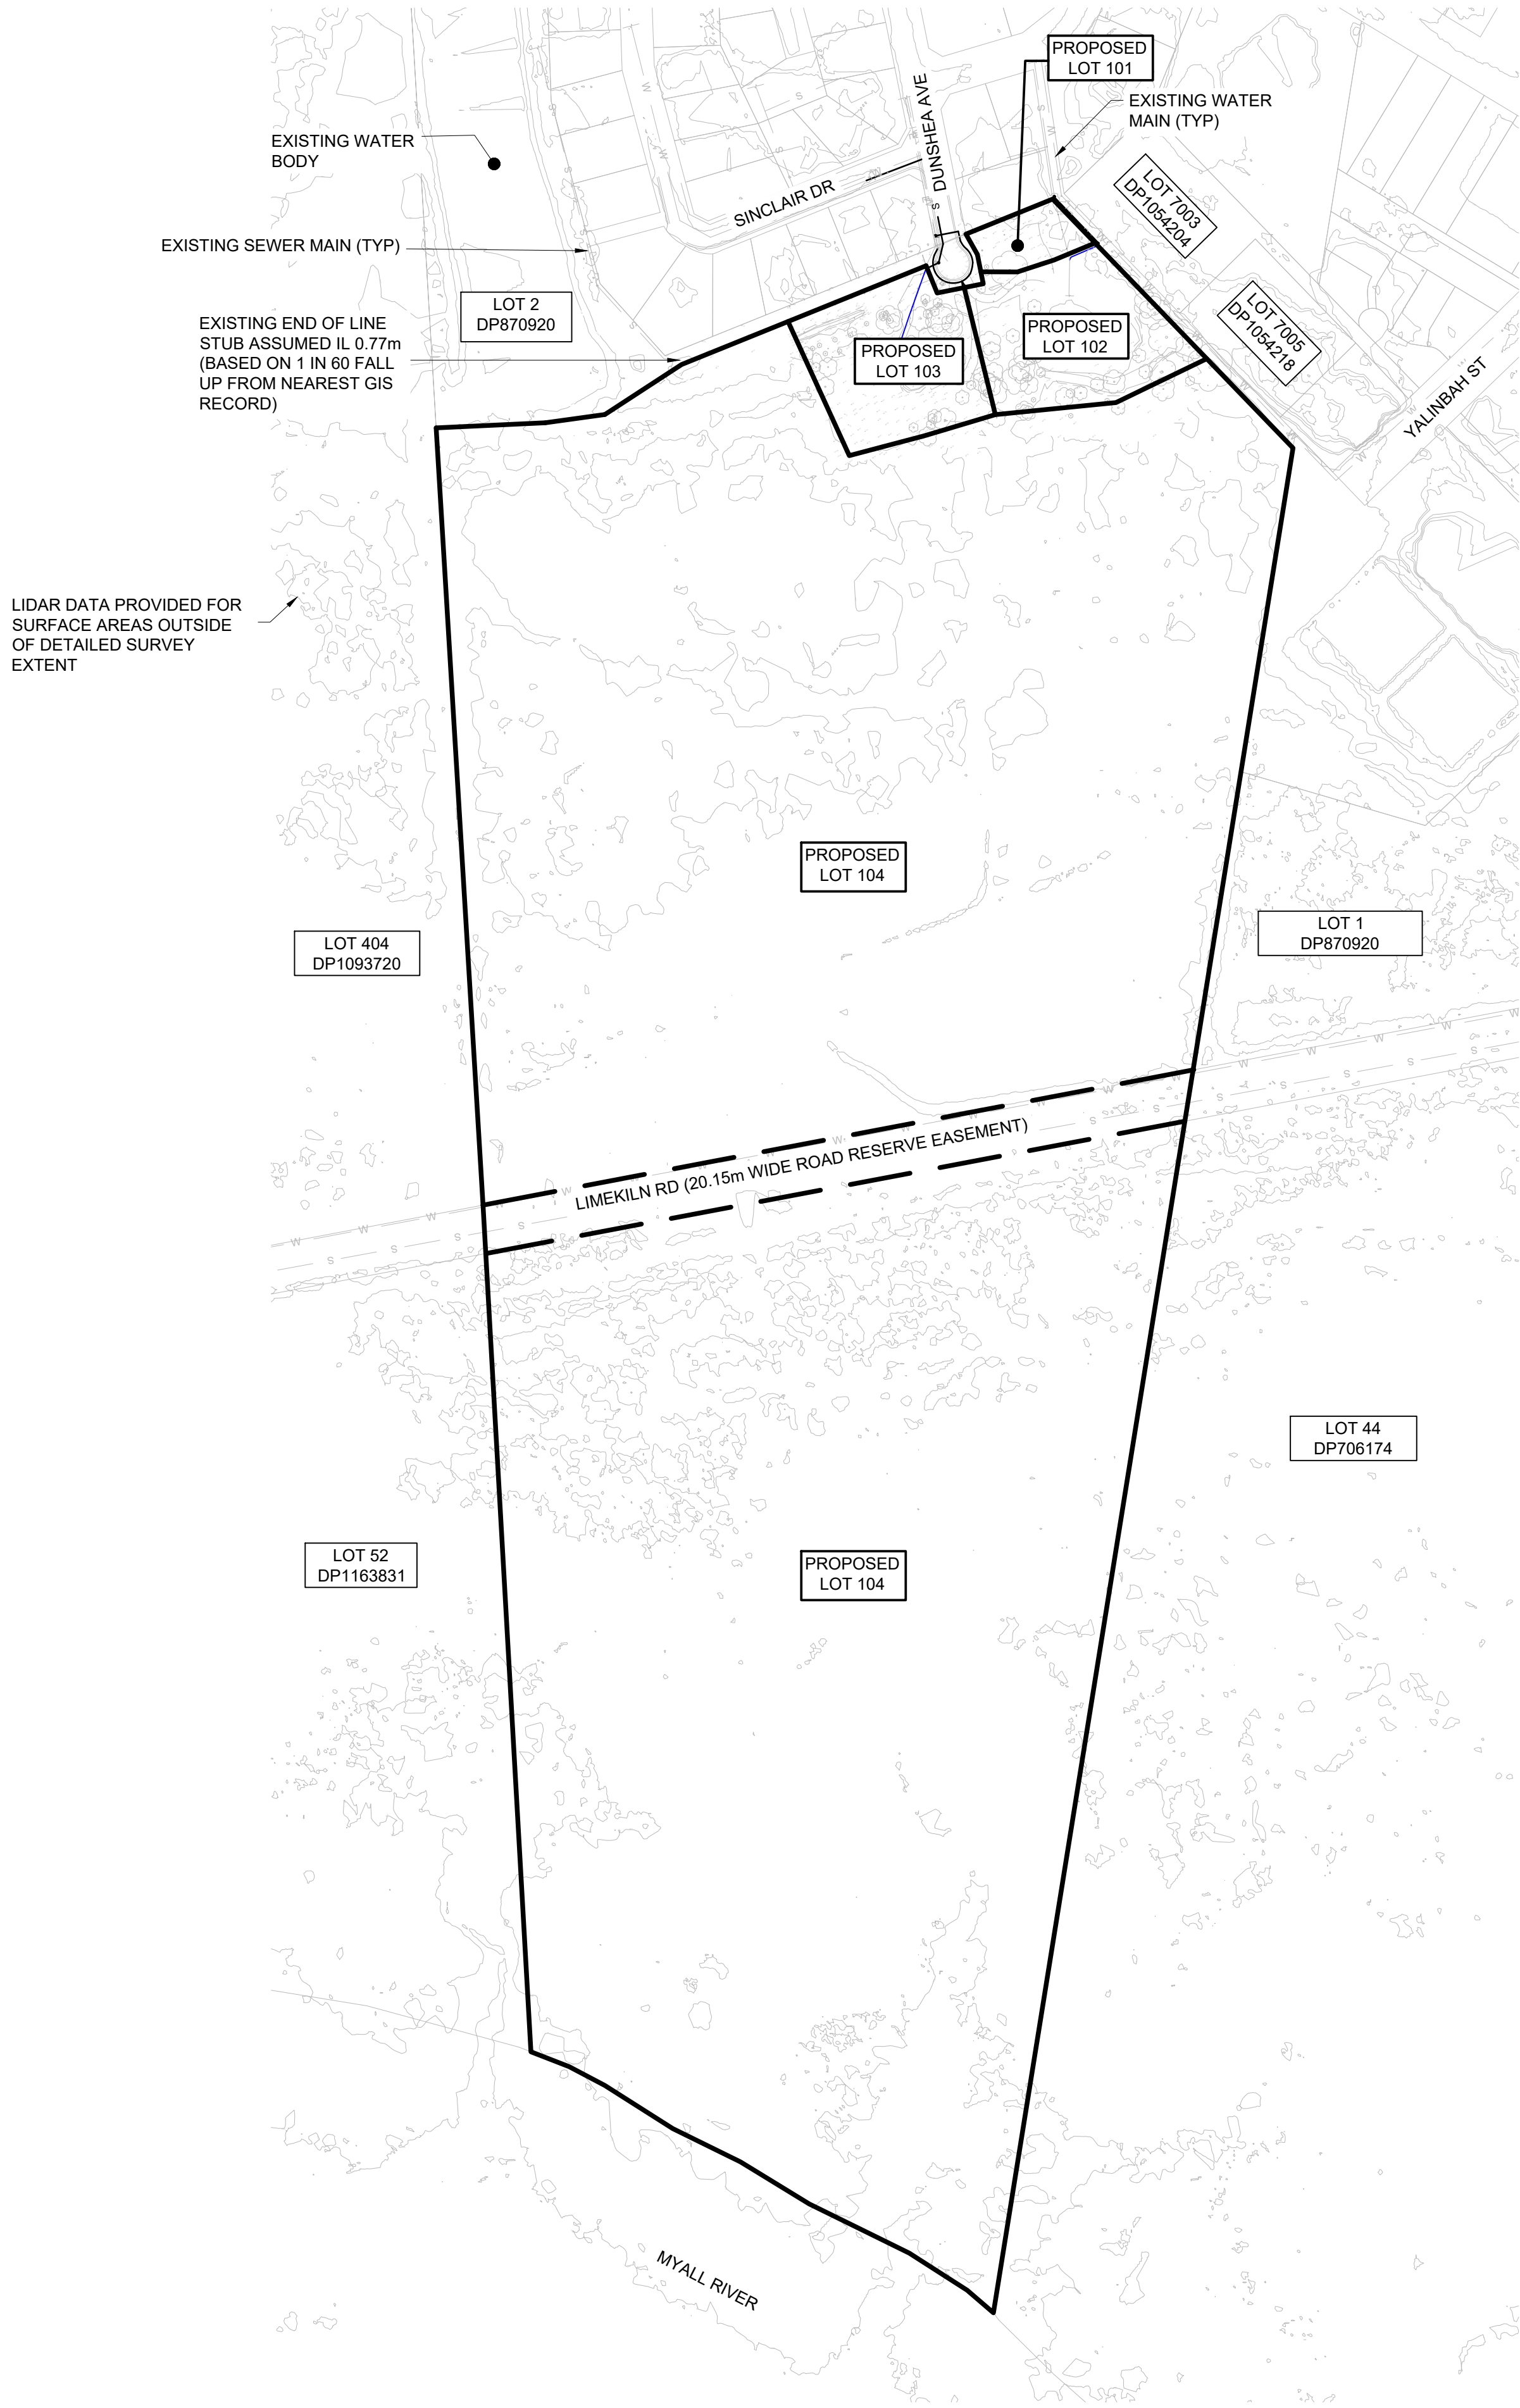 PROPOSED
LOT 101
DUNSHEA AVE
EXISTING WATER
MAIN (TYP)
EXISTING WATER
BODY
SINCLAIR DR
LOT 7003
DP1054204
EXISTING SEWER MAIN (TYP)
LOT 2
DP870920
LOT 7005
DP1054218
EXISTING END OF LINE
STUB ASSUMED IL 0.77m
(BASED ON 1 IN 60 FALL
UP FROM NEAREST GIS
RECORD)
PROPOSED
LOT 102
PROPOSED
LOT 103
YALINBAH ST
LIDAR DATA PROVIDED FOR
SURFACE AREAS OUTSIDE
OF DETAILED SURVEY
EXTENT
PROPOSED
LOT 104
LOT 404
DP1093720
LOT 1
DP870920
LIMEKILN RD (20.15m WIDE ROAD RESERVE EASEMENT)
LOT 44
DP706174
LOT 52
DP1163831
PROPOSED
LOT 104
MYALL RIVER